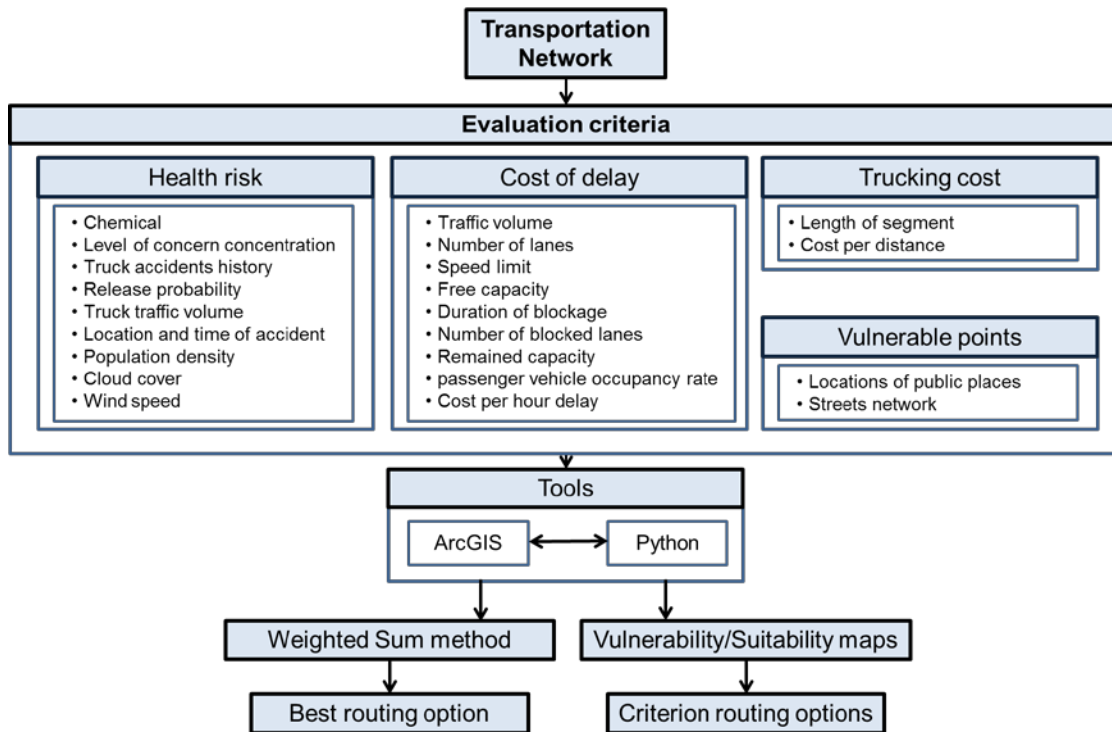 Transportation
Network
Evaluation criteria
Health risk
• Chemical
• Level of concern concentration
• Truck accidents history
• Release probability
• Truck traffic volume
• Location and time of accident
• Population density
• Cloud cover
• Wind speed
Cost of delay
• Traffic volume
• Number of lanes
• Speed limit
• Free capacity
• Duration of blockage
• Number of blocked lanes
• Remained capacity
• passenger vehicle occupancy rate
• Cost per hour delay
Trucking cost
• Length of segment
• Cost per distance
Vulnerable points
• Locations of public places
• Streets network
Tools
ArcGIS
Python
Weighted Sum method
Vulnerability/Suitability maps
Best routing option
Criterion routing options